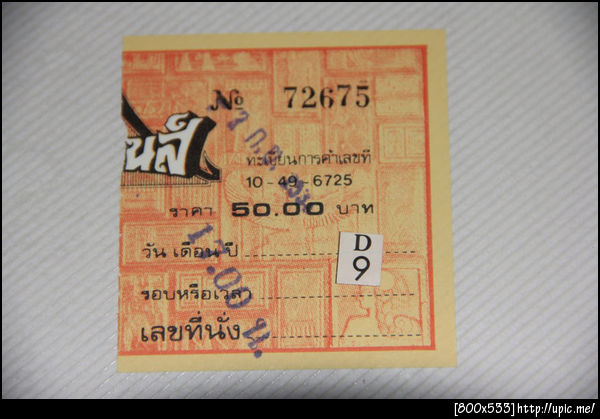 No 72675
นส์
ทะเบียนการค้าเลขที่
10-49-6725
ราคา 50.00 บาท
วัน เดือน ปี
D
9
รอบหรือเวลา
17.00 น.
เลขที่นั่ง
[800x533]http://upic.me/